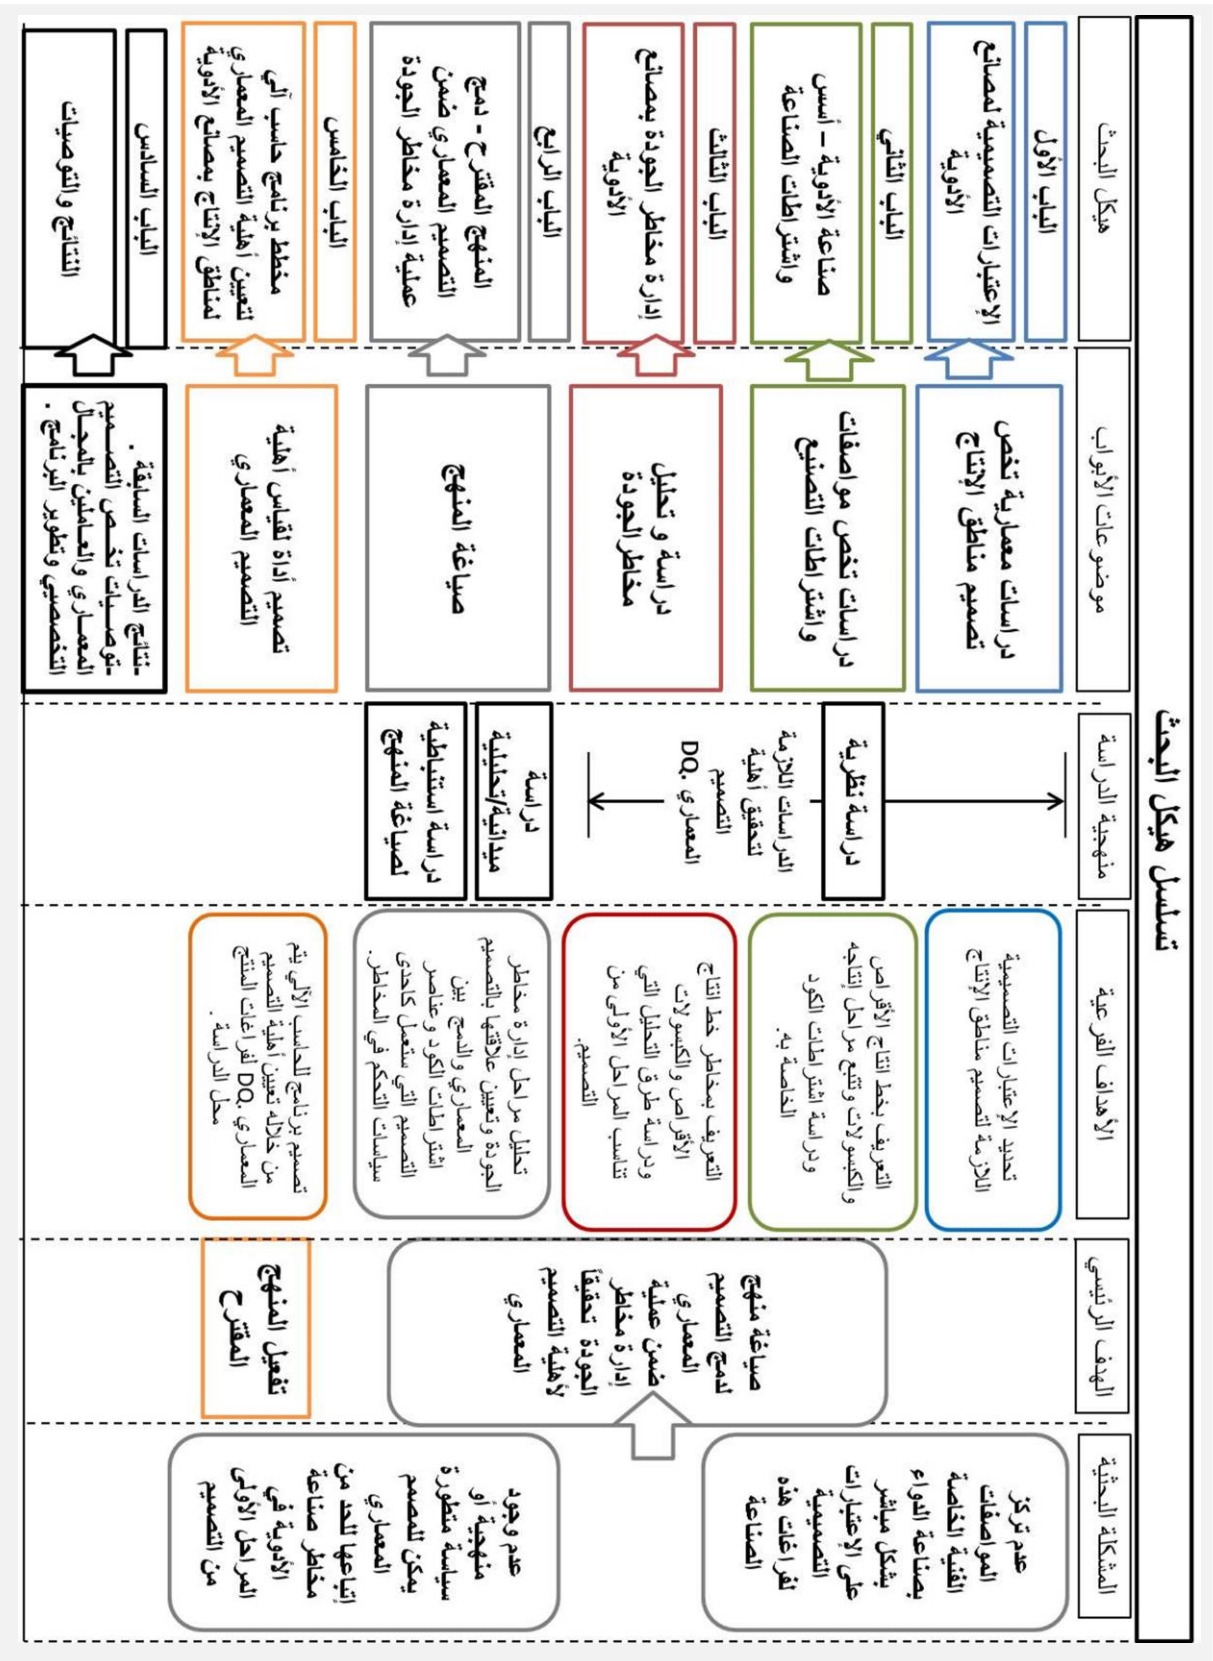 تسلسل هيكل البحث
المشكلة البحثية
عدم تركز
المواصفات
الفنية الخاصة
بصناعة الدواء
بشكل مباشر
على الإعتبارات
التصميمية
لفراغات هذه
الصناعة
عدم وجود
منهجية أو
سياسة متطورة
يمكن للمصمم
المعماري
إتباعها للحد من
مخاطر صناعة
الأدوية في
المراحل الأولى
من التصميم
الهدف الرئيسي
صياغة منهج
لدمج التصميم
المعماري
ضمن عملية
إدارة مخاطر
الجودة تحقيقاً
لأهلية التصميم
المعماري
تفعيل المنهج
المقترح
الأهداف الفرعية
تحديد الإعتبارات التصميمية
اللازمة لتصميم مناطق الإنتاج
التعريف بخط انتاج الأقراص
والكبسولات وتتبع مراحل إنتاجه
ودراسة اشتراطات الكود
الخاصة به.
التعريف بمخاطر خط انتاج
الأقراص والكبسولات
ودراسة طرق التحليل التي
تناسب المراحل الأولى من
التصميم.
تحليل مراحل إدارة مخاطر
الجودة وتعيين علاقتها بالتصميم
المعماري والدمج بين
اشتراطات الكود وعناصر
التصميم التي ستعمل كاحدى
سياسات التحكم في المخاطر.
تصميم برنامج للحاسب الآلي يتم
من خلاله تعيين أهلية التصميم
المعماري .DQ لفراغات المنتج
محل الدراسة .
منهجية الدراسة
دراسة نظرية
الدراسات اللازمة
لتحقيق أهلية
التصميم
المعماري .DQ
دراسة
ميدانية/تحليلية
دراسة استنباطية
لصياغة المنهج
موضوعات الأبواب
دراسات معمارية تخص
تصميم مناطق الإنتاج
دراسات تخص مواصفات
واشتراطات التصنيع
دراسة و تحليل
مخاطر الجودة
صياغة المنهج
تصميم أداة لقياس أهلية
التصميم المعماري
-نتائج الدراسات السابقة .
-توصيات تخص التصميم
المعماري والعاملين بالمجال
التخصصي وتطوير البرنامج .
هيكل البحث
الباب الأول
الإعتبارات التصميمية لمصانع
الأدوية
الباب الثاني
صناعة الأدوية – أسس
واشتراطات الصناعة
الباب الثالث
إدارة مخاطر الجودة بمصانع
الأدوية
الباب الرابع
المنهج المقترح - دمج
التصميم المعماري ضمن
عملية إدارة مخاطر الجودة
الباب الخامس
مخطط برنامج حاسب آلي
لتعيين أهلية التصميم المعماري
لمناطق الإنتاج بمصانع الأدوية
الباب السادس
النتائج والتوصيات